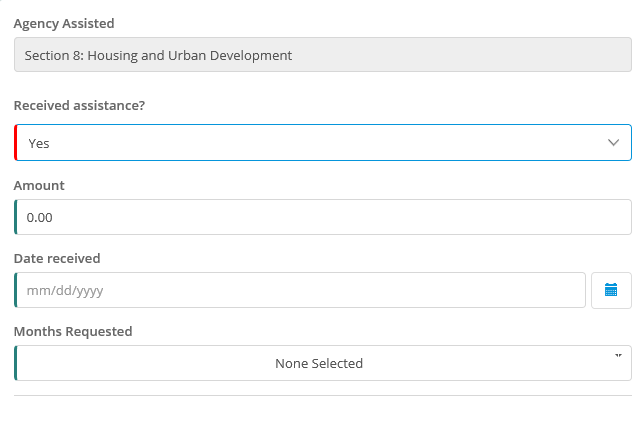 Agency Assisted
Section 8: Housing and Urban Development
Received assistance?
Yes
Amount
0.00
Date received
mm/dd/yyyy
Months Requested
None Selected